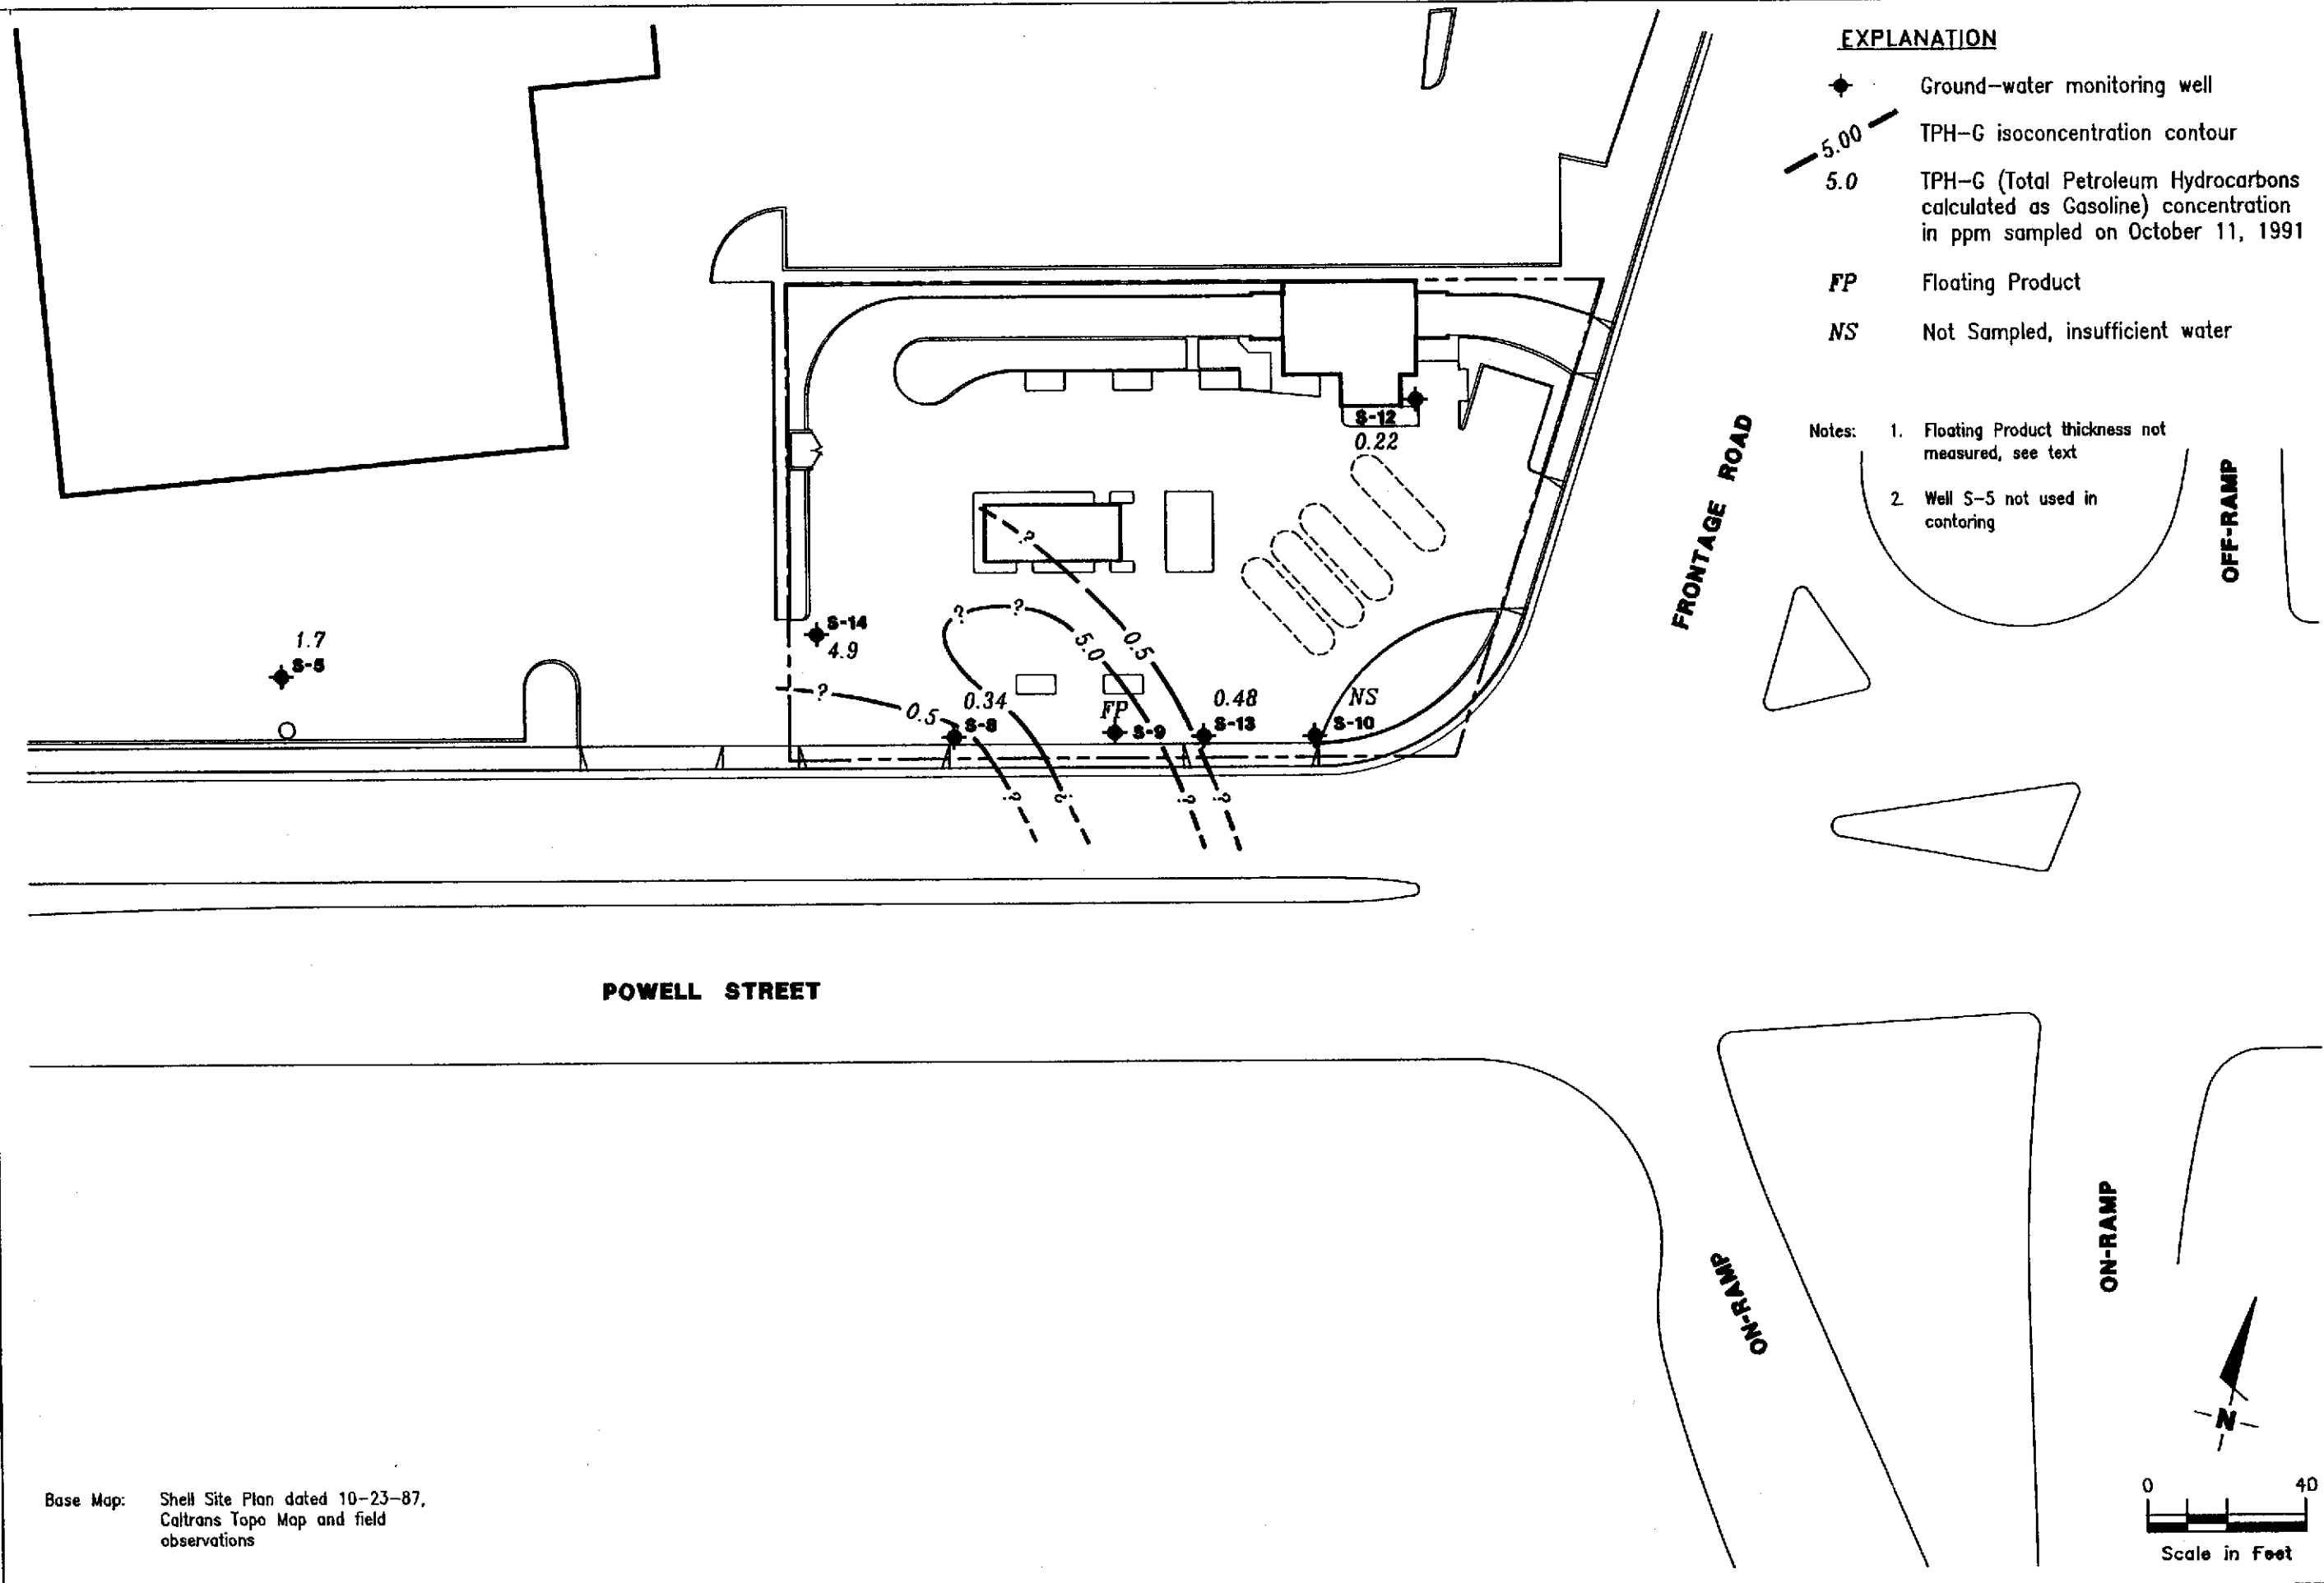 EXPLANATION
Ground-water monitoring well
5.00
TPH-G isoconcentration contour
5.0
TPH-G (Total Petroleum Hydrocarbons
calculated as Gasoline) concentration
in ppm sampled on October 11, 1991
FP
Floating Product
NS
Not Sampled, insufficient water
Notes: 1. Floating Product thickness not
measured, see text
2. Well S-5 not used in
contoring
S-12
0.22
FRONTAGE ROAD
OFF-RAMP
?
S-14
4.9
1.7
S-5
? ?
5.0
0.5
?
0.5
0.34
S-8
FP
S-9
0.48
S-13
NS
S-10
? ? ? ?
POWELL STREET
ON-RAMP
ON-RAMP
N
0 40
Scale in Feet
Base Map: Shell Site Plan dated 10-23-87,
Caltrans Topo Map and field
observations